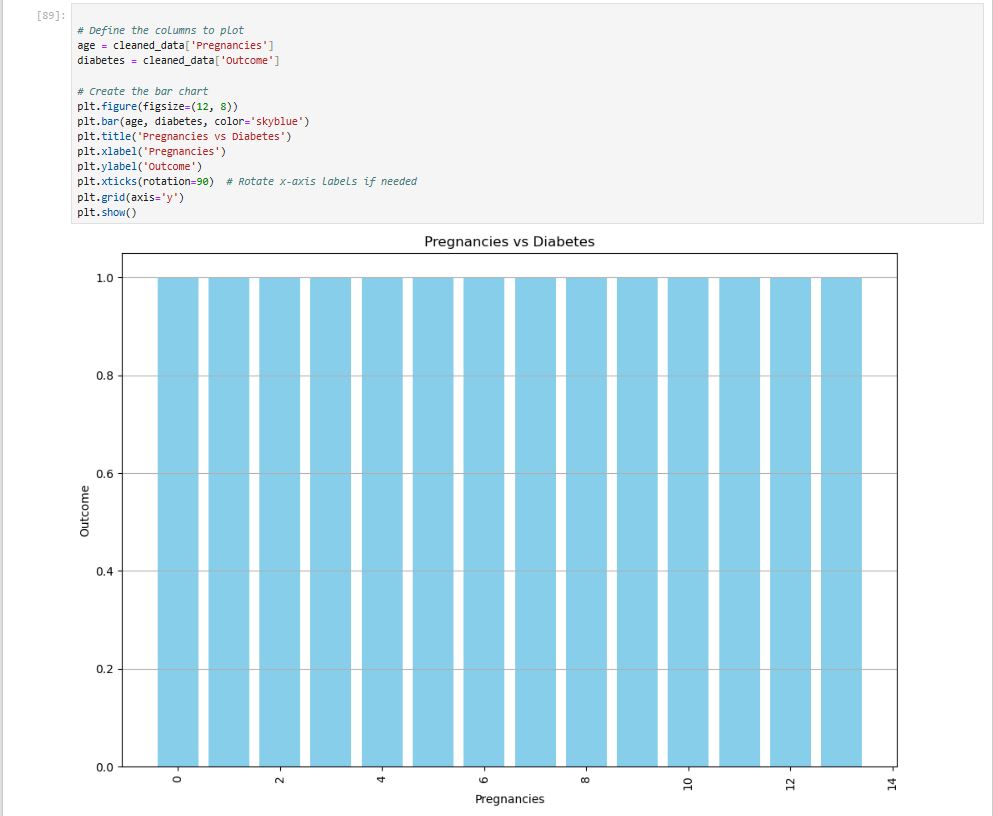 [89]:
# Define the columns to plot
age = cleaned_data['Pregnancies']
diabetes = cleaned_data['Outcome']
# Create the bar chart
plt.figure(figsize=(12, 8))
plt.bar(age, diabetes, color='skyblue')
plt.title('Pregnancies vs Diabetes')
plt.xlabel('Pregnancies')
plt.ylabel('Outcome')
plt.xticks(rotation=90)  # Rotate x-axis labels if needed
plt.grid(axis='y')
plt.show()
Pregnancies vs Diabetes
1.0
0.8
0.6
0.4
0.2
0.0
Outcome
0 2 4 6 8 10 12 14
Pregnancies